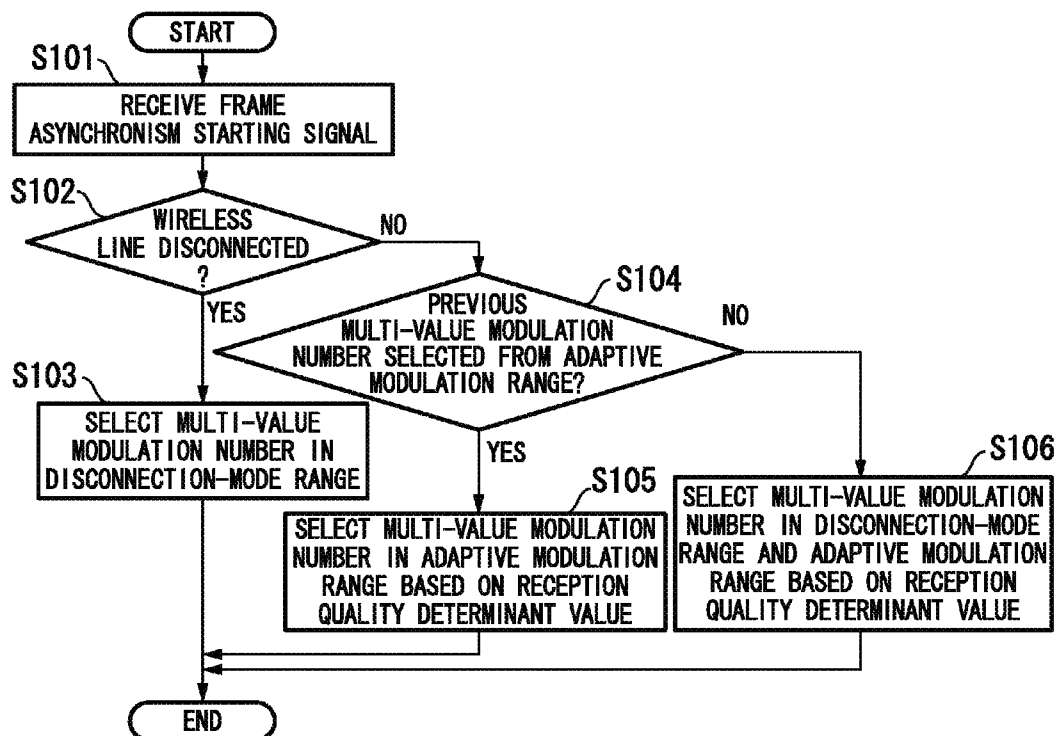 START
S101
RECEIVE FRAME
ASYNCHRONISM STARTING SIGNAL
S102
WIRELESS
LINE DISCONNECTED
?
NO
YES
S104
PREVIOUS
MULTI-VALUE MODULATION
NUMBER SELECTED FROM ADAPTIVE
MODULATION RANGE?
NO
YES
S103
SELECT MULTI-VALUE
MODULATION NUMBER IN
DISCONNECTION-MODE RANGE
S105
SELECT MULTI-VALUE MODULATION
NUMBER IN ADAPTIVE MODULATION
RANGE BASED ON RECEPTION
QUALITY DETERMINANT VALUE
S106
SELECT MULTI-VALUE MODULATION
NUMBER IN DISCONNECTION-MODE
RANGE AND ADAPTIVE MODULATION
RANGE BASED ON RECEPTION
QUALITY DETERMINANT VALUE
END